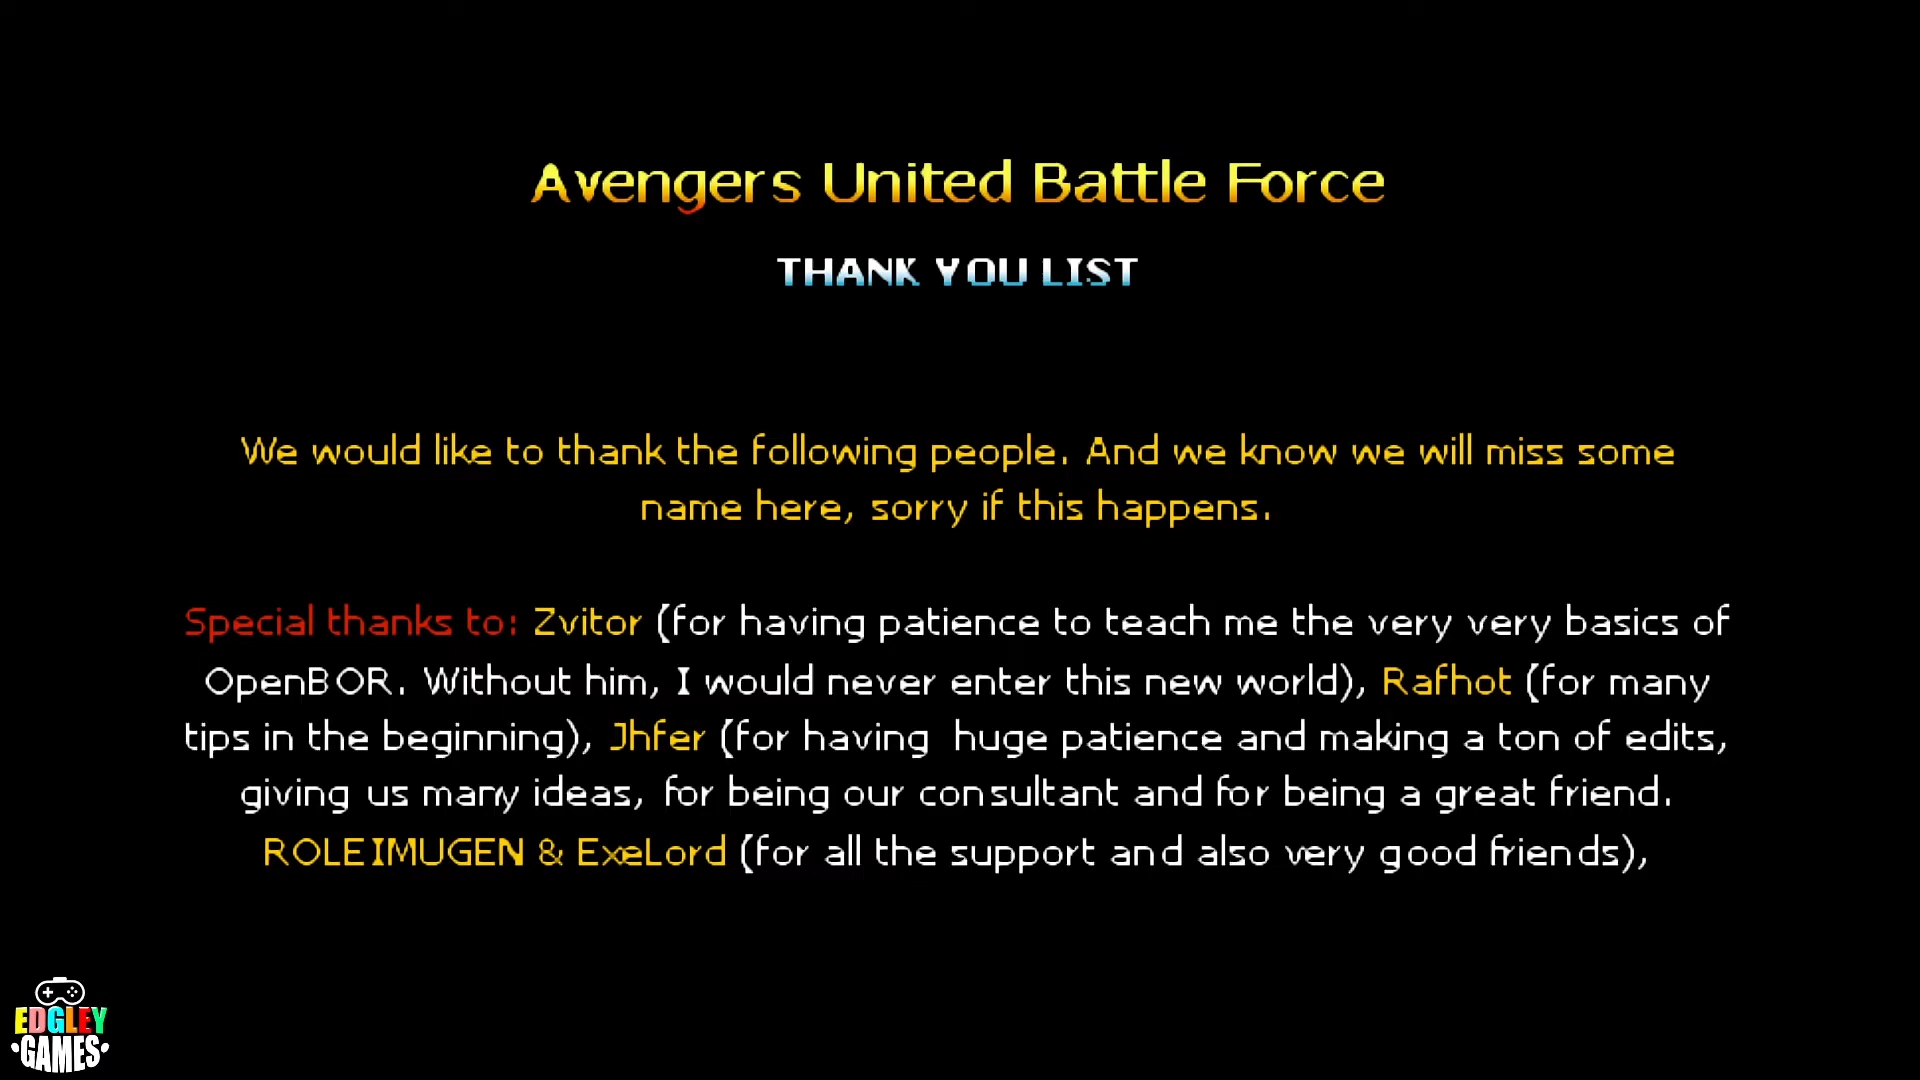 Avengers United Battle Force
THANK YOU LIST
We would like to thank the following people. And we know we will miss some
name here, sorry if this happens.
Special thanks to: Zvitor (for having patience to teach me the very very basics of
OpenBOR. Without him, I would never enter this new world), Rafhot (for many
tips in the beginning), Jhfer (for having  huge patience and making a ton of edits,
giving us many ideas, for being our consultant and for being a great friend.
ROLEIMUGEN & ExeLord (for all the support and also very good friends),
EDGLEY
•GAMES•